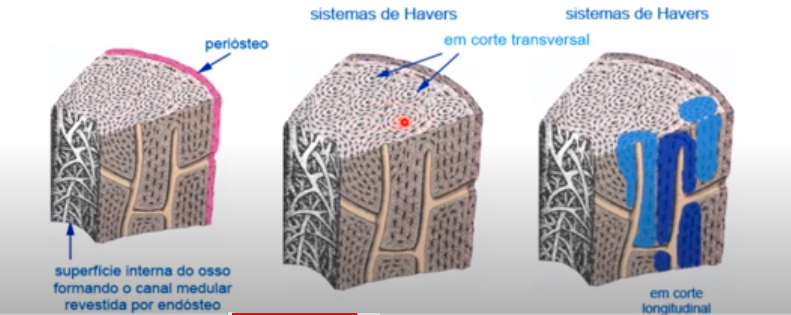 periósteo
superfície interna do osso
formando o canal medular
revestida por endósteo
sistemas de Havers
em corte transversal
sistemas de Havers
em corte
longitudinal